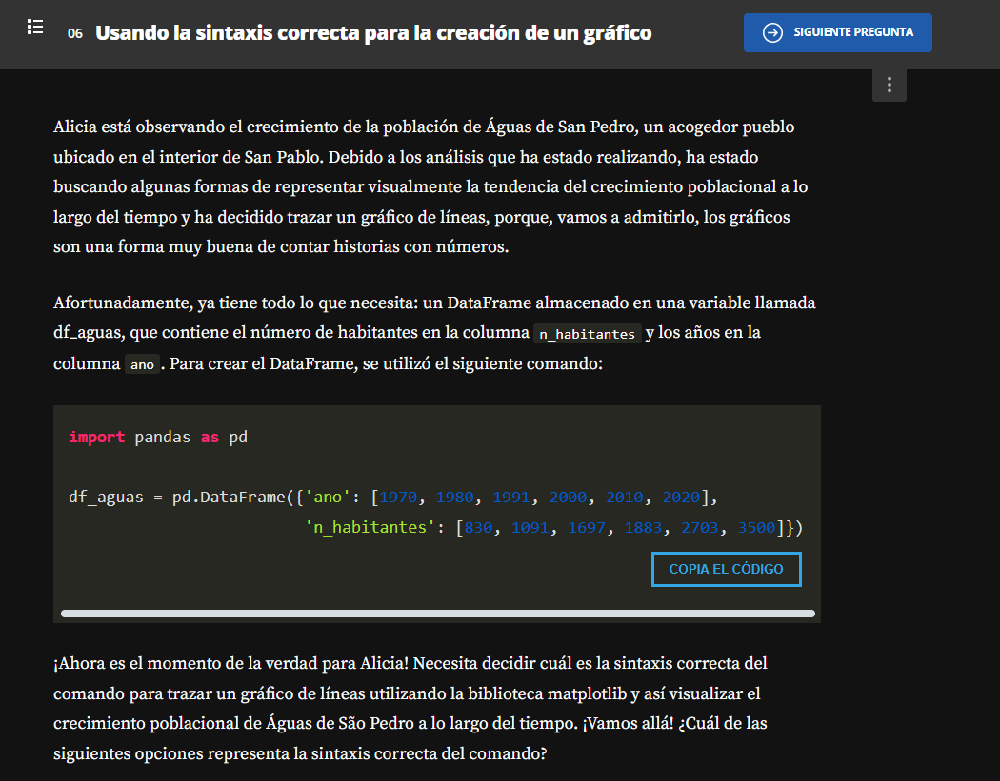 06 Usando la sintaxis correcta para la creación de un gráfico
SIGUIENTE PREGUNTA
Alicia está observando el crecimiento de la población de Águas de San Pedro, un acogedor pueblo
ubicado en el interior de San Pablo. Debido a los análisis que ha estado realizando, ha estado
buscando algunas formas de representar visualmente la tendencia del crecimiento poblacional a lo
largo del tiempo y ha decidido trazar un gráfico de líneas, porque, vamos a admitirlo, los gráficos
son una forma muy buena de contar historias con números.
Afortunadamente, ya tiene todo lo que necesita: un DataFrame almacenado en una variable llamada
df_aguas, que contiene el número de habitantes en la columna n_habitantes y los años en la
columna ano . Para crear el DataFrame, se utilizó el siguiente comando:
import pandas as pd
df_aguas = pd.DataFrame({'ano': [1970, 1980, 1991, 2000, 2010, 2020],
'n_habitantes': [830, 1091, 1697, 1883, 2703, 3500]})
COPIA EL CÓDIGO
¡Ahora es el momento de la verdad para Alicia! Necesita decidir cuál es la sintaxis correcta del
comando para trazar un gráfico de líneas utilizando la biblioteca matplotlib y así visualizar el
crecimiento poblacional de Águas de São Pedro a lo largo del tiempo. ¡Vamos allá! ¿Cuál de las
siguientes opciones representa la sintaxis correcta del comando?